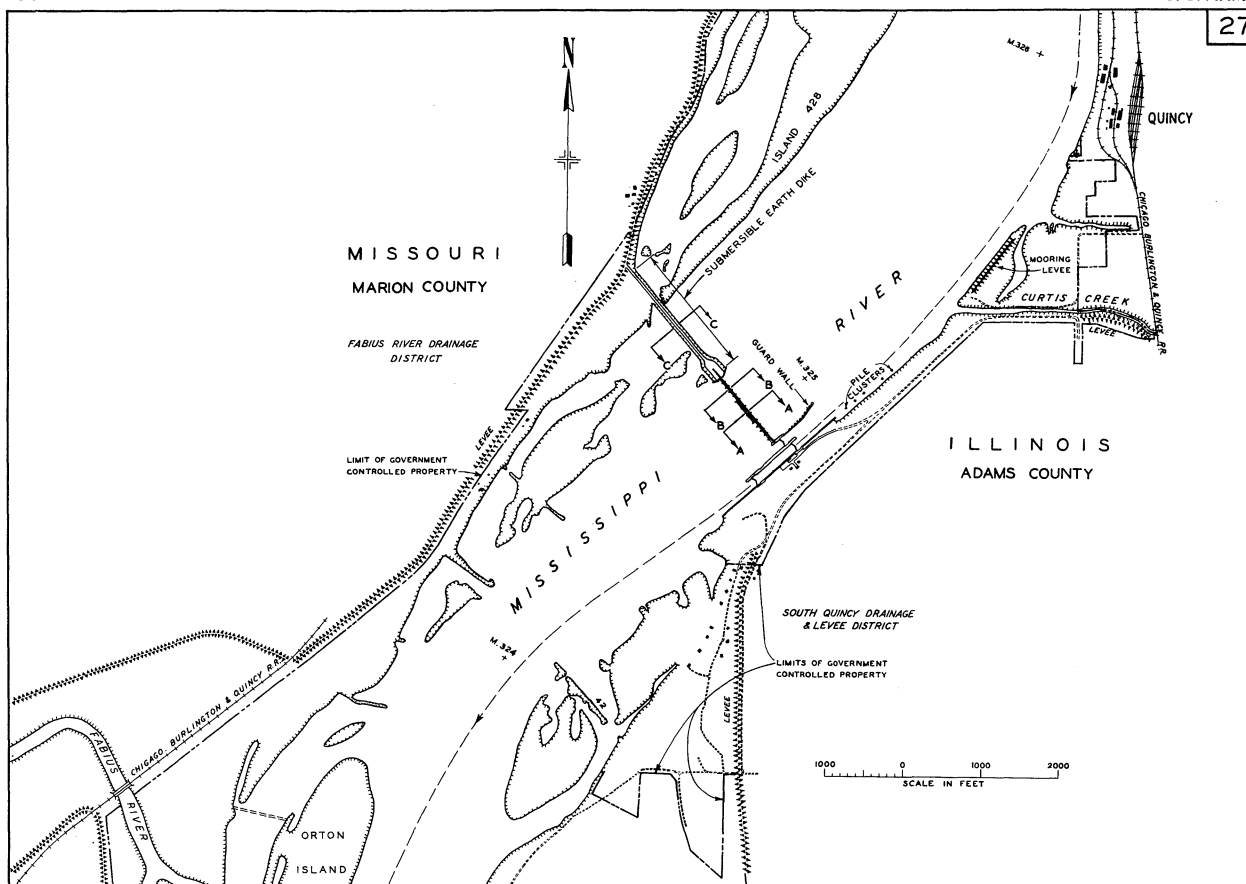 27
N
M.326
QUINCY
ISLAND 428
SUBMERSIBLE EARTH DIKE
CHICAGO BURLINGTON & QUINCY RR.
MISSOURI
MARION COUNTY
MOORING
LEVEE
RIVER
CURTIS CREEK
LEVEE
C
C
FABIUS RIVER DRAINAGE
DISTRICT
GUARD WALL
M.325
PILE
CLUSTERS
B
B
A
A
ILLINOIS
ADAMS COUNTY
LEVEE
LIMIT OF GOVERNMENT
CONTROLLED PROPERTY
MISSISSIPPI
SOUTH QUINCY DRAINAGE
& LEVEE DISTRICT
M.324
LIMITS OF GOVERNMENT
CONTROLLED PROPERTY
CHICAGO, BURLINGTON & QUINCY R.R.
42
LEVEE
FABIUS
RIVER
1000 0 1000 2000
SCALE IN FEET
ORTON
ISLAND